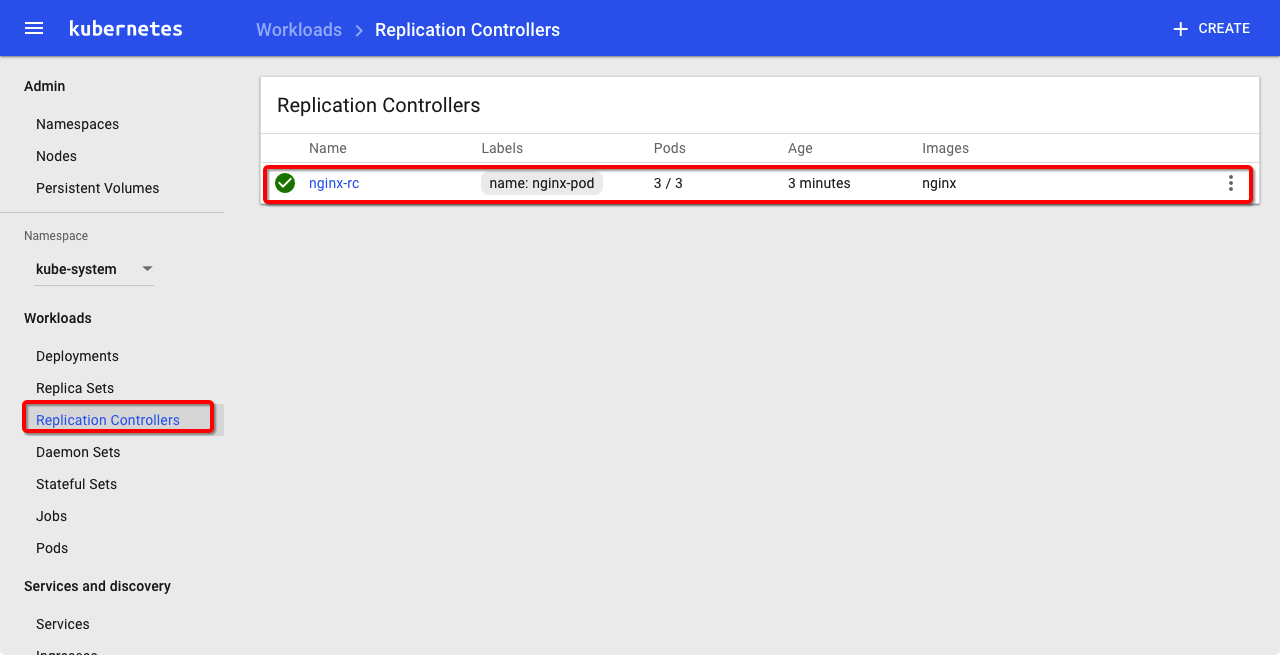 kubernetes
Workloads > Replication Controllers
+ CREATE
Admin
Namespaces
Nodes
Persistent Volumes
Namespace
kube-system
Workloads
Deployments
Replica Sets
Replication Controllers
Daemon Sets
Stateful Sets
Jobs
Pods
Services and discovery
Services
Ingresses
Replication Controllers
Name Labels Pods Age Images
nginx-rc name: nginx-pod 3 / 3 3 minutes nginx